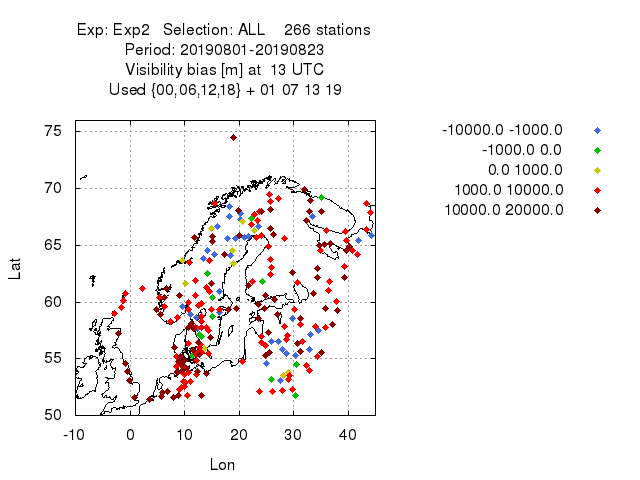 Exp: Exp2 Selection: ALL 266 stations
Period: 20190801-20190823
Visibility bias [m] at 13 UTC
Used {00,06,12,18} + 01 07 13 19
-10000.0 -1000.0
-1000.0 0.0
0.0 1000.0
1000.0 10000.0
10000.0 20000.0
75
70
65
60
55
50
Lat
-10 0 10 20 30 40
Lon